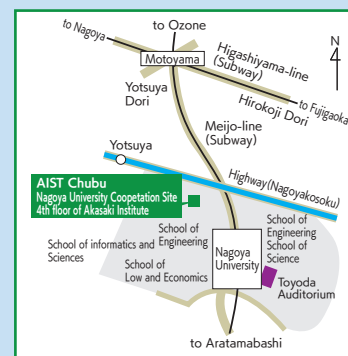 to Ozone
to Nagoya
N
Motoyama
Higashiyama-line
(Subway)
Yotsuya
Dori
Hirokoji Dori
to Fujigaoka
Meijo-line
(Subway)
Yotsuya
Highway(Nagoyakosoku)
AIST Chubu
Nagoya University Coopetation Site
4th floor of Akasaki Institute
School of
Engineering
School of
Science
School of
Engineering
School of informatics and
Sciences
Nagoya
University
School of
Low and Economics
Toyoda
Auditorium
to Aratamabashi